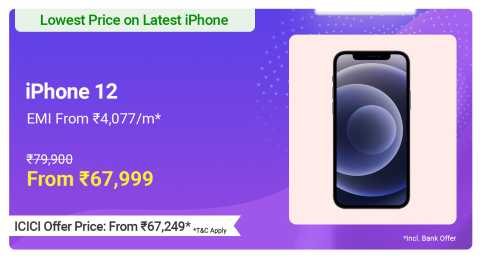 Lowest Price on Latest iPhone
iPhone 12
EMI From ₹4,077/m*
₹79,900
From ₹67,999
ICICI Offer Price: From ₹67,249* *T&C Apply
*Incl. Bank Offer